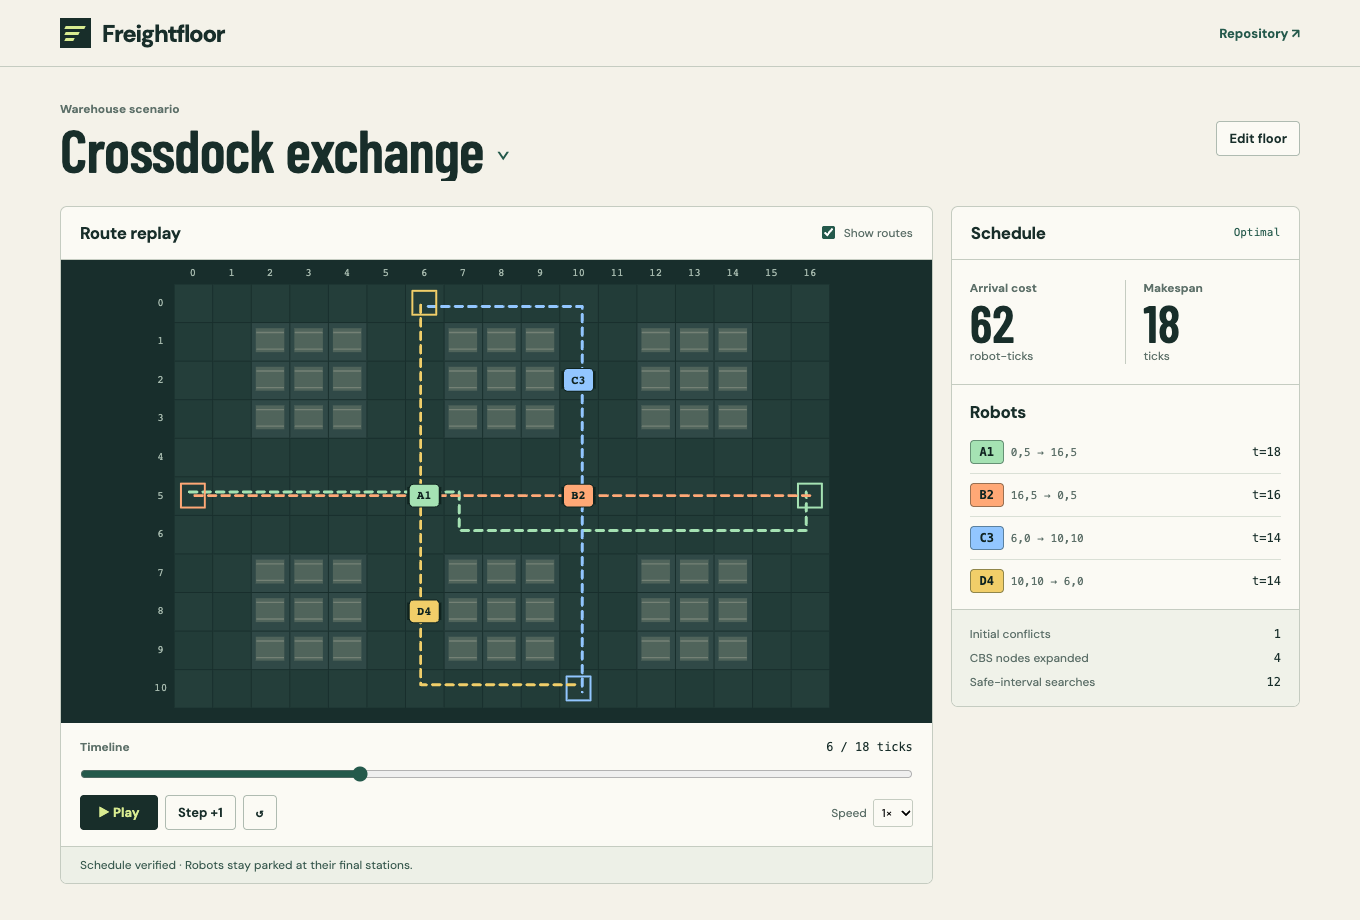 Freightfloor
Repository ↗
Warehouse scenario
Crossdock exchange
Edit floor
Route replay
Show routes
0 1 2 3 4 5 6 7 8 9 10 11 12 13 14 15 16
0
1
2
C3
3
4
5
A1
B2
6
7
8
D4
9
10
Timeline
6 / 18 ticks
▶ Play
Step +1
↺
Speed
1×
Schedule verified · Robots stay parked at their final stations.
Schedule
Optimal
Arrival cost
62
robot-ticks
Makespan
18
ticks
Robots
A1 0,5 → 16,5 t=18
B2 16,5 → 0,5 t=16
C3 6,0 → 10,10 t=14
D4 10,10 → 6,0 t=14
Initial conflicts 1
CBS nodes expanded 4
Safe-interval searches 12